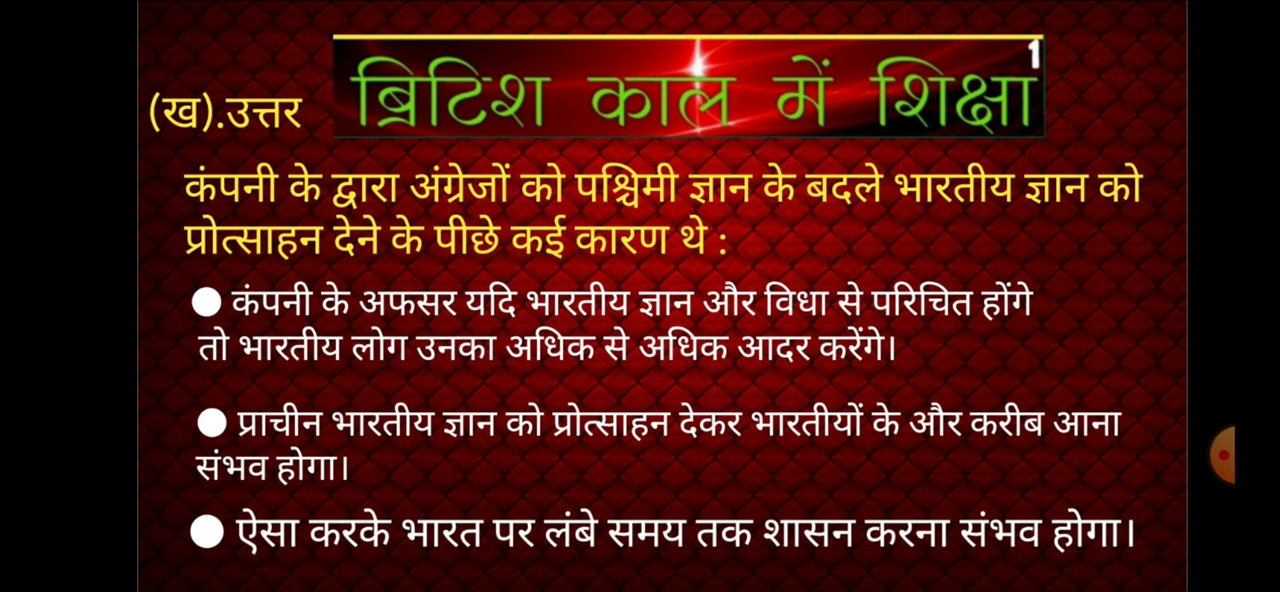 ब्रिटिश काल में शिक्षा
1
(ख).उत्तर
कंपनी के द्वारा अंग्रेजों को पश्चिमी ज्ञान के बदले भारतीय ज्ञान को
प्रोत्साहन देने के पीछे कई कारण थे :
● कंपनी के अफसर यदि भारतीय ज्ञान और विधा से परिचित होंगे
तो भारतीय लोग उनका अधिक से अधिक आदर करेंगे।
● प्राचीन भारतीय ज्ञान को प्रोत्साहन देकर भारतीयों के और करीब आना
संभव होगा।
● ऐसा करके भारत पर लंबे समय तक शासन करना संभव होगा।